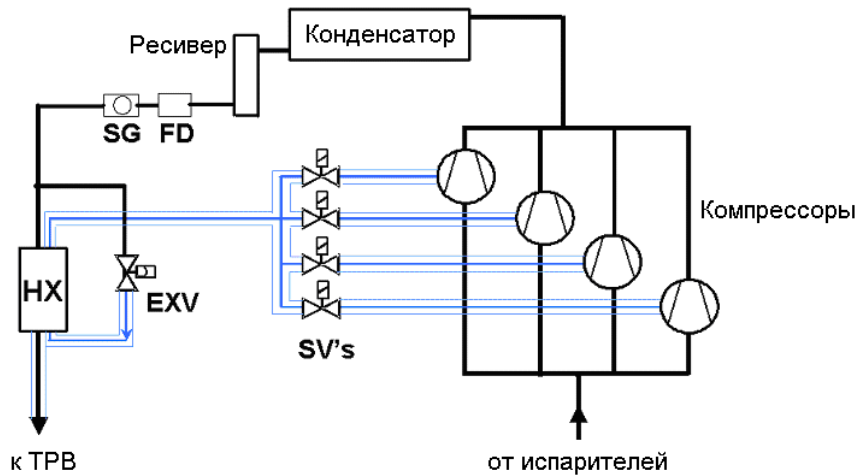 Ресивер
Конденсатор
SG
FD
Компрессоры
HX
EXV
SV's
к ТРВ
от испарителей